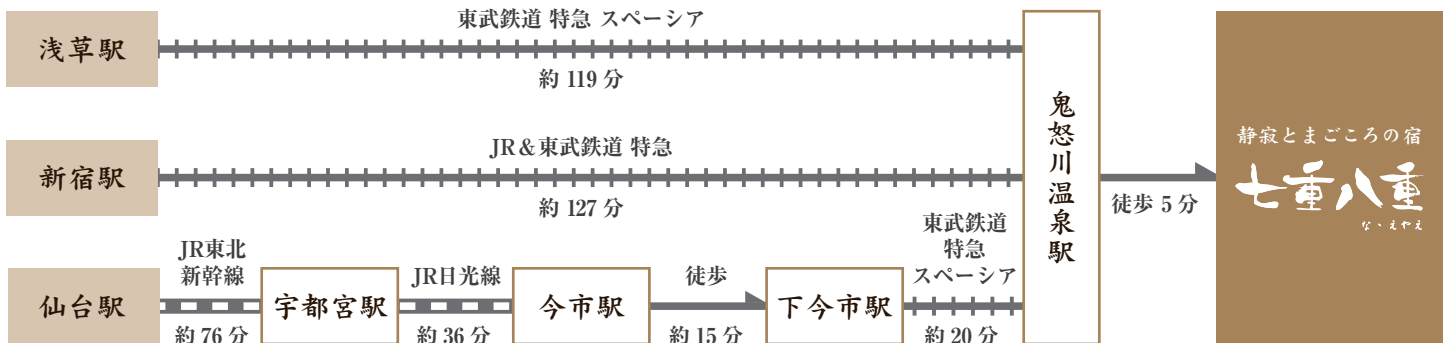 浅草駅
東武鉄道 特急 スペーシア
約 119 分
新宿駅
JR&東武鉄道 特急
約 127 分
仙台駅
JR東北
新幹線
約 76 分
宇都宮駅
JR日光線
約 36 分
今市駅
徒歩
約 15 分
下今市駅
東武鉄道
特急
スペーシア
約 20 分
鬼怒川温泉駅
徒歩 5 分
静寂とまごころの宿
七重八重
なゝえやえ